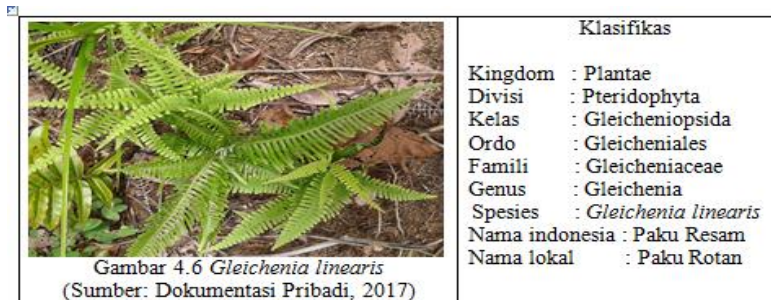 Gambar 4.6 Gleichenia linearis
(Sumber: Dokumentasi Pribadi, 2017)
Klasifikas
Kingdom : Plantae
Divisi : Pteridophyta
Kelas : Gleicheniopsida
Ordo : Gleicheniales
Famili : Gleicheniaceae
Genus : Gleichenia
Spesies : Gleichenia linearis
Nama indonesia : Paku Resam
Nama lokal : Paku Rotan